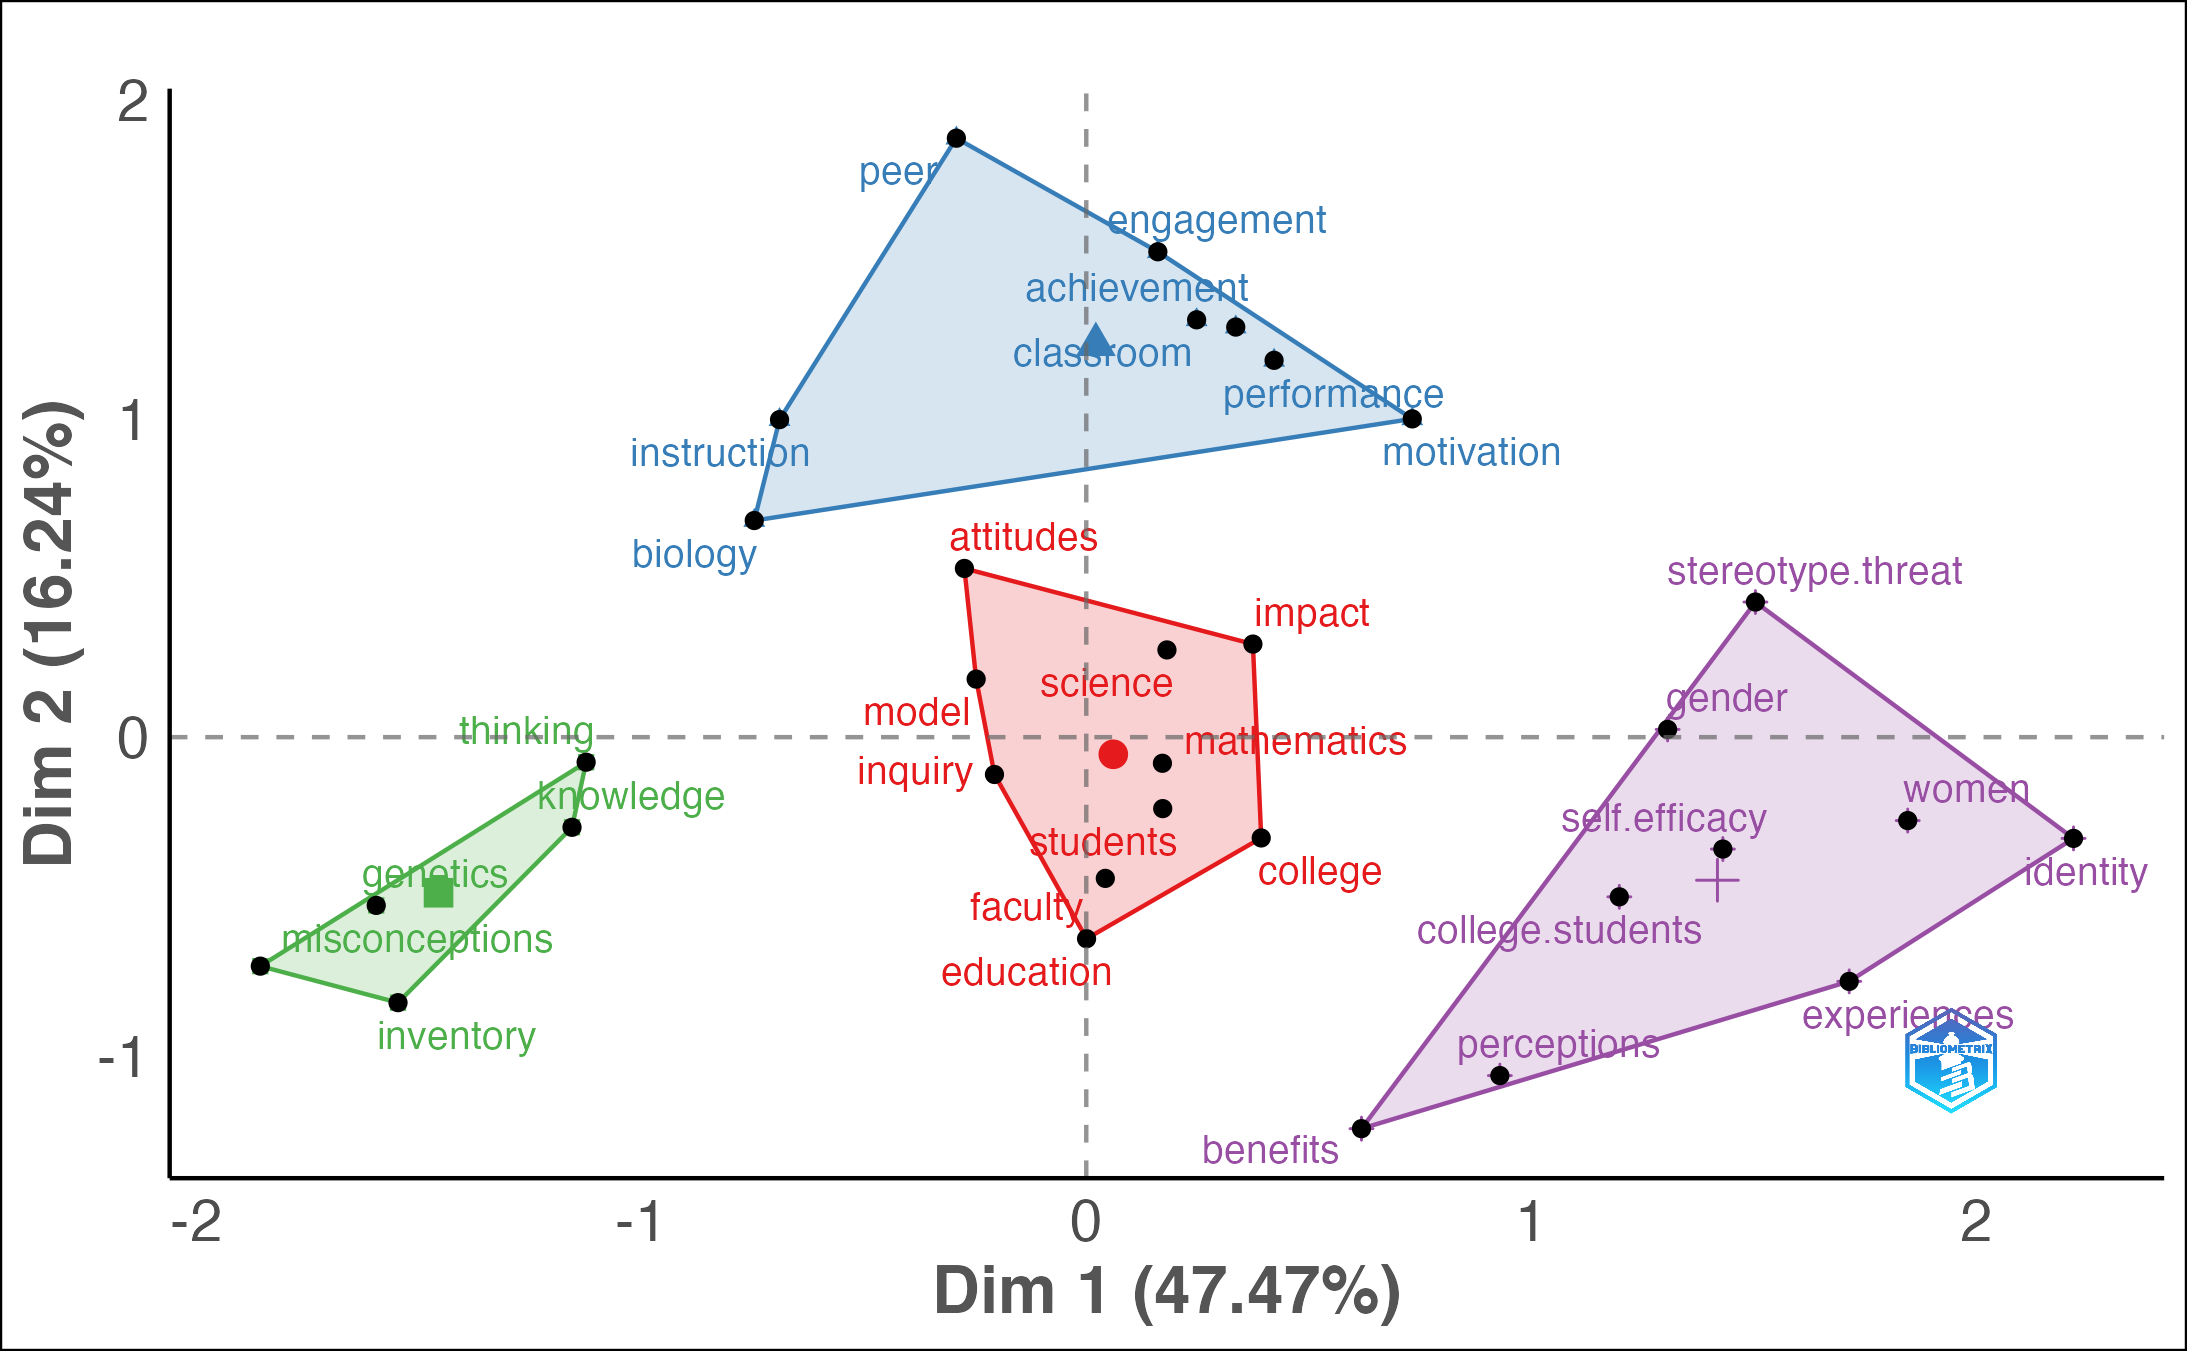 2
1
0
-1
Dim 2 (16.24%)
peer
engagement
achievement
classroom
performance
instruction
motivation
biology
attitudes
stereotype.threat
impact
science
gender
model
thinking
mathematics
inquiry
women
knowledge
self.efficacy
students
genetics
college
identity
faculty
college.students
misconceptions
education
experiences
inventory
perceptions
BIBLIOMETRIX
benefits
-2
-1
0
1
2
Dim 1 (47.47%)